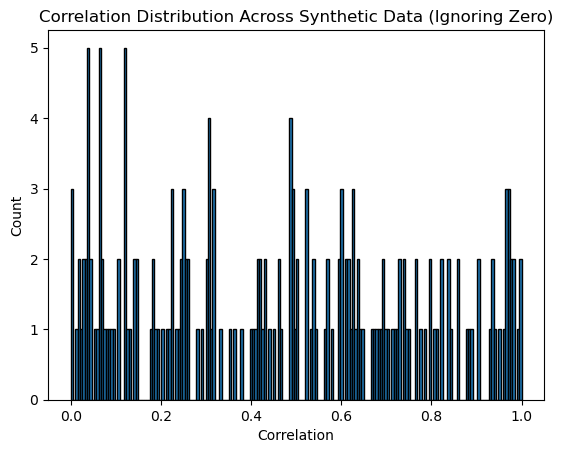 Correlation Distribution Across Synthetic Data (Ignoring Zero)
5
4
3
2
1
0
Count
0.0 0.2 0.4 0.6 0.8 1.0
Correlation